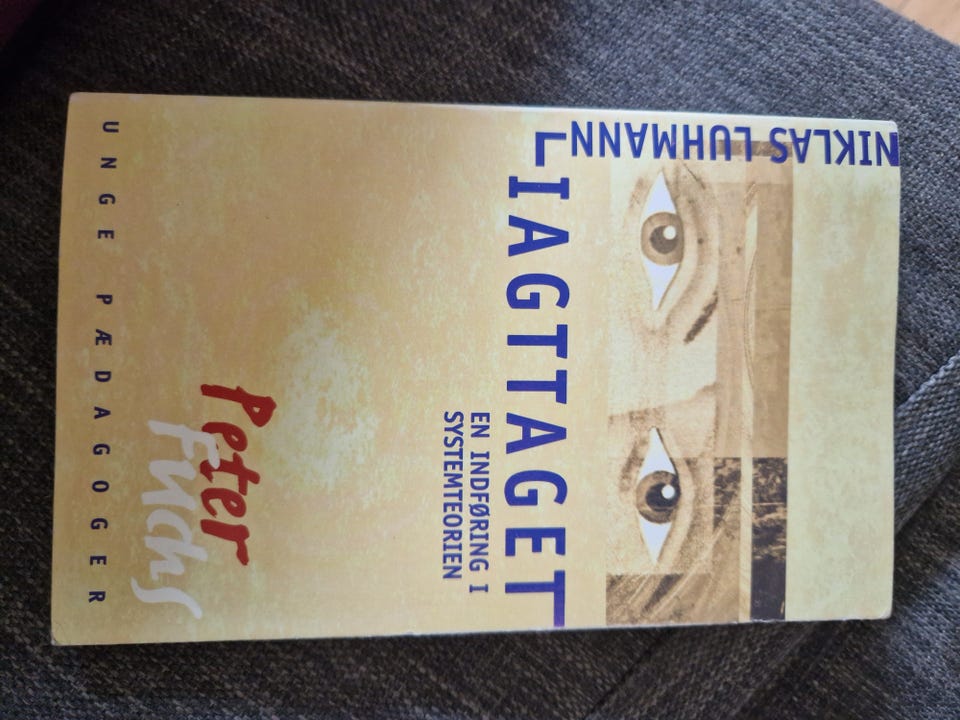 NIKLAS LUHMANN
IAGTTAGET
EN INDFØRING I
SYSTEMTEORIEN
Peter
Fuchs
UNGE PÆDAGOGER